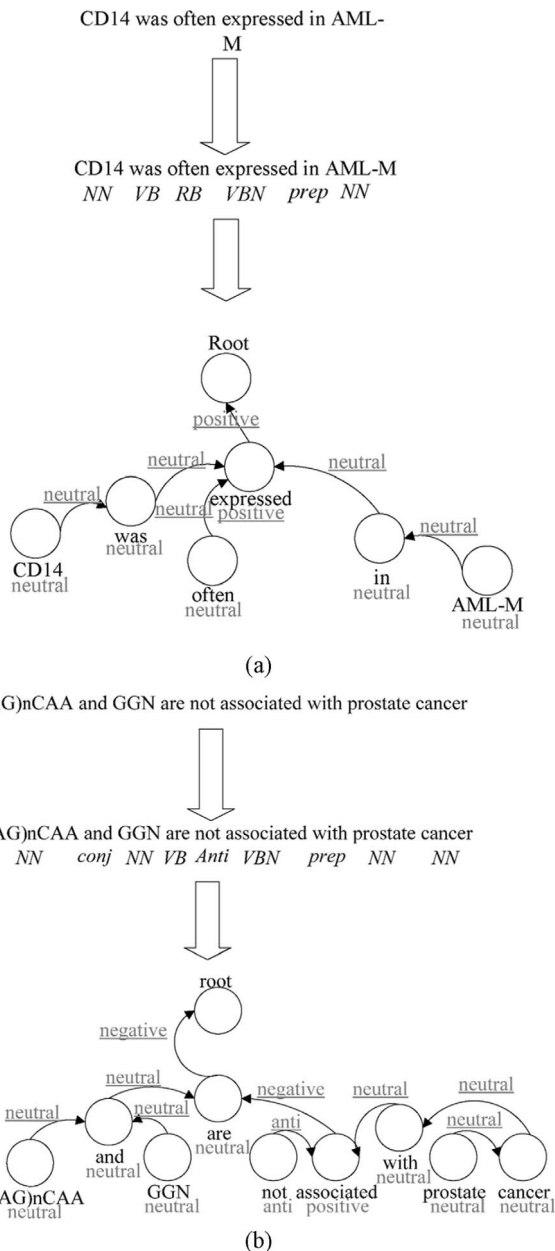 CD14 was often expressed in AML-
M
CD14 was often expressed in AML-M
NN VB RB VBN prep NN
Root
positive
neutral neutral
expressed
neutral neutral positive
was neutral
neutral
CD14 in
neutral often neutral AML-M
neutral neutral
(a)
G)nCAA and GGN are not associated with prostate cancer
AG)nCAA and GGN are not associated with prostate cancer
NN conj NN VB Anti VBN prep NN NN
root
negative
neutral negative neutral neutral
neutral neutral anti neutral
are
and neutral with
neutral neutral
AG)nCAA GGN not associated prostate cancer
neutral neutral anti positive neutral neutral
(b)